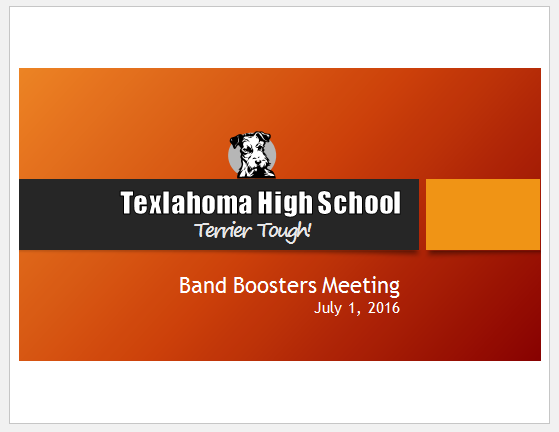 Texlahoma High School
Terrier Tough!
Band Boosters Meeting
July 1, 2016